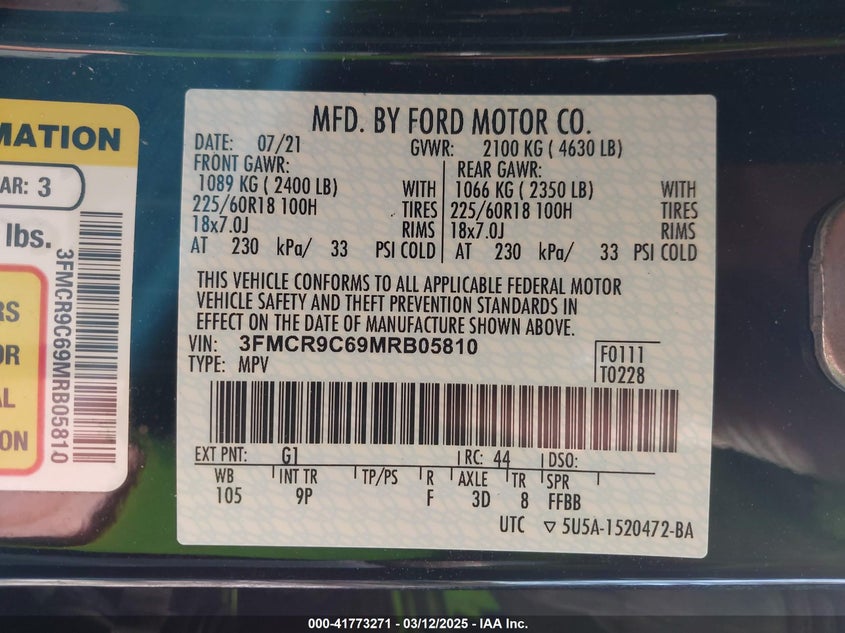 MATION
AR: 3
lbs.
RS
OR
AL
ION
3FMCR9C69MRB05810
MFD. BY FORD MOTOR CO.
DATE: 07/21 GVWR: 2100 KG ( 4630 LB)
FRONT GAWR: REAR GAWR:
1089 KG ( 2400 LB) WITH 1066 KG ( 2350 LB) WITH
225/60R18 100H TIRES 225/60R18 100H TIRES
18x7.0J RIMS 18x7.0J RIMS
AT 230 kPa/ 33 PSI COLD AT 230 kPa/ 33 PSI COLD
THIS VEHICLE CONFORMS TO ALL APPLICABLE FEDERAL MOTOR
VEHICLE SAFETY AND THEFT PREVENTION STANDARDS IN
EFFECT ON THE DATE OF MANUFACTURE SHOWN ABOVE.
VIN: 3FMCR9C69MRB05810
TYPE: MPV
F0111
T0228
EXT PNT: G1 RC: 44 DSO:
WB INT TR TP/PS R AXLE TR SPR
105 9P F 3D 8 FFBB
UTC ▽ 5U5A-1520472-BA
000-41773271 - 03/12/2025 - IAA Inc.